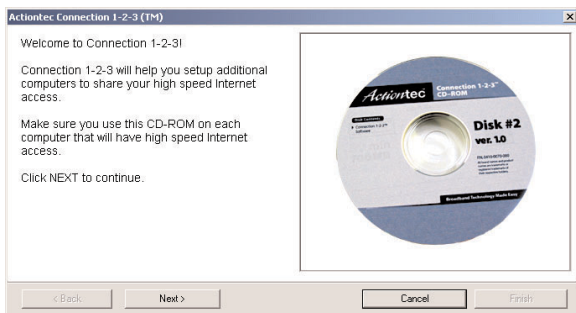 Actiontec Connection 1-2-3 (TM)
Welcome to Connection 1-2-3!
Connection 1-2-3 will help you setup additional
computers to share your high speed Internet
access.
Make sure you use this CD-ROM on each
computer that will have high speed Internet
access.
Click NEXT to continue.
Actiontec
Connection 1-2-3™
CD-ROM
Disk #2
ver. 1.0
Broadband Technology Made Easy
< Back
Next >
Cancel
Finish